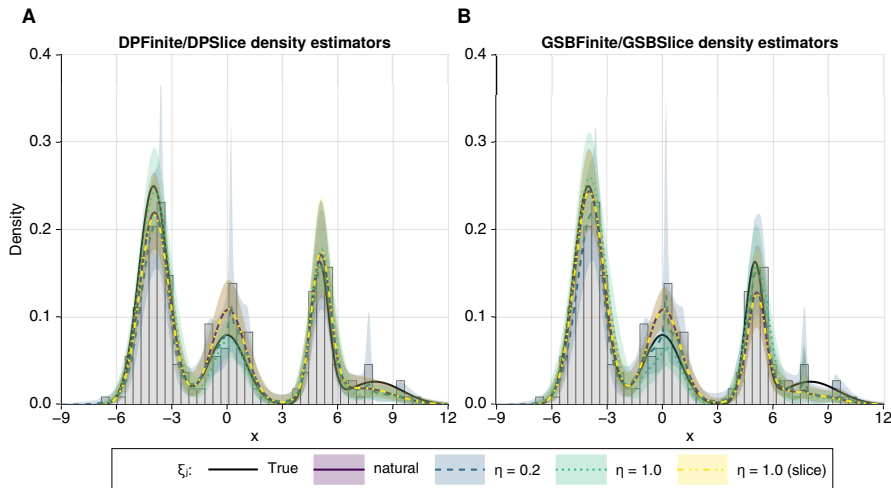 A
DPFinite/DPSlice density estimators
0.4
0.3
0.2
0.1
0.0
Density
−9 −6 −3 0 3 6 9 12
x
B
GSBFinite/GSBSlice density estimators
0.4
0.3
0.2
0.1
0.0
−9 −6 −3 0 3 6 9 12
x
ξⱼ: True natural η = 0.2 η = 1.0 η = 1.0 (slice)